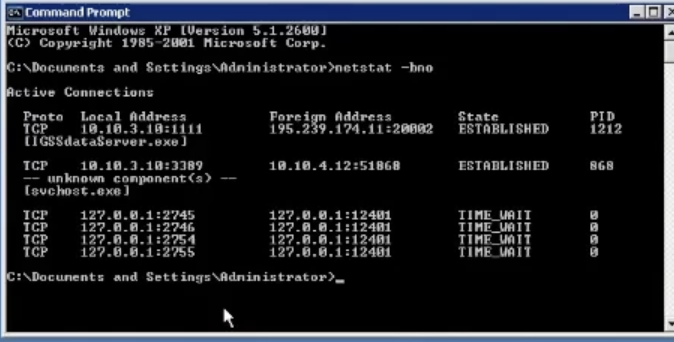 Command Prompt
Microsoft Windows XP [Version 5.1.2600]
(C) Copyright 1985-2001 Microsoft Corp.
C:\Documents and Settings\Administrator>netstat -bno
Active Connections
Proto Local Address Foreign Address State PID
TCP 10.10.3.10:1111 195.239.174.11:20002 ESTABLISHED 1212
[IGSSdataServer.exe]
TCP 10.10.3.10:3389 10.10.4.12:51868 ESTABLISHED 868
-- unknown component(s) --
[svchost.exe]
TCP 127.0.0.1:2745 127.0.0.1:12401 TIME_WAIT 0
TCP 127.0.0.1:2746 127.0.0.1:12401 TIME_WAIT 0
TCP 127.0.0.1:2754 127.0.0.1:12401 TIME_WAIT 0
TCP 127.0.0.1:2755 127.0.0.1:12401 TIME_WAIT 0
C:\Documents and Settings\Administrator>_